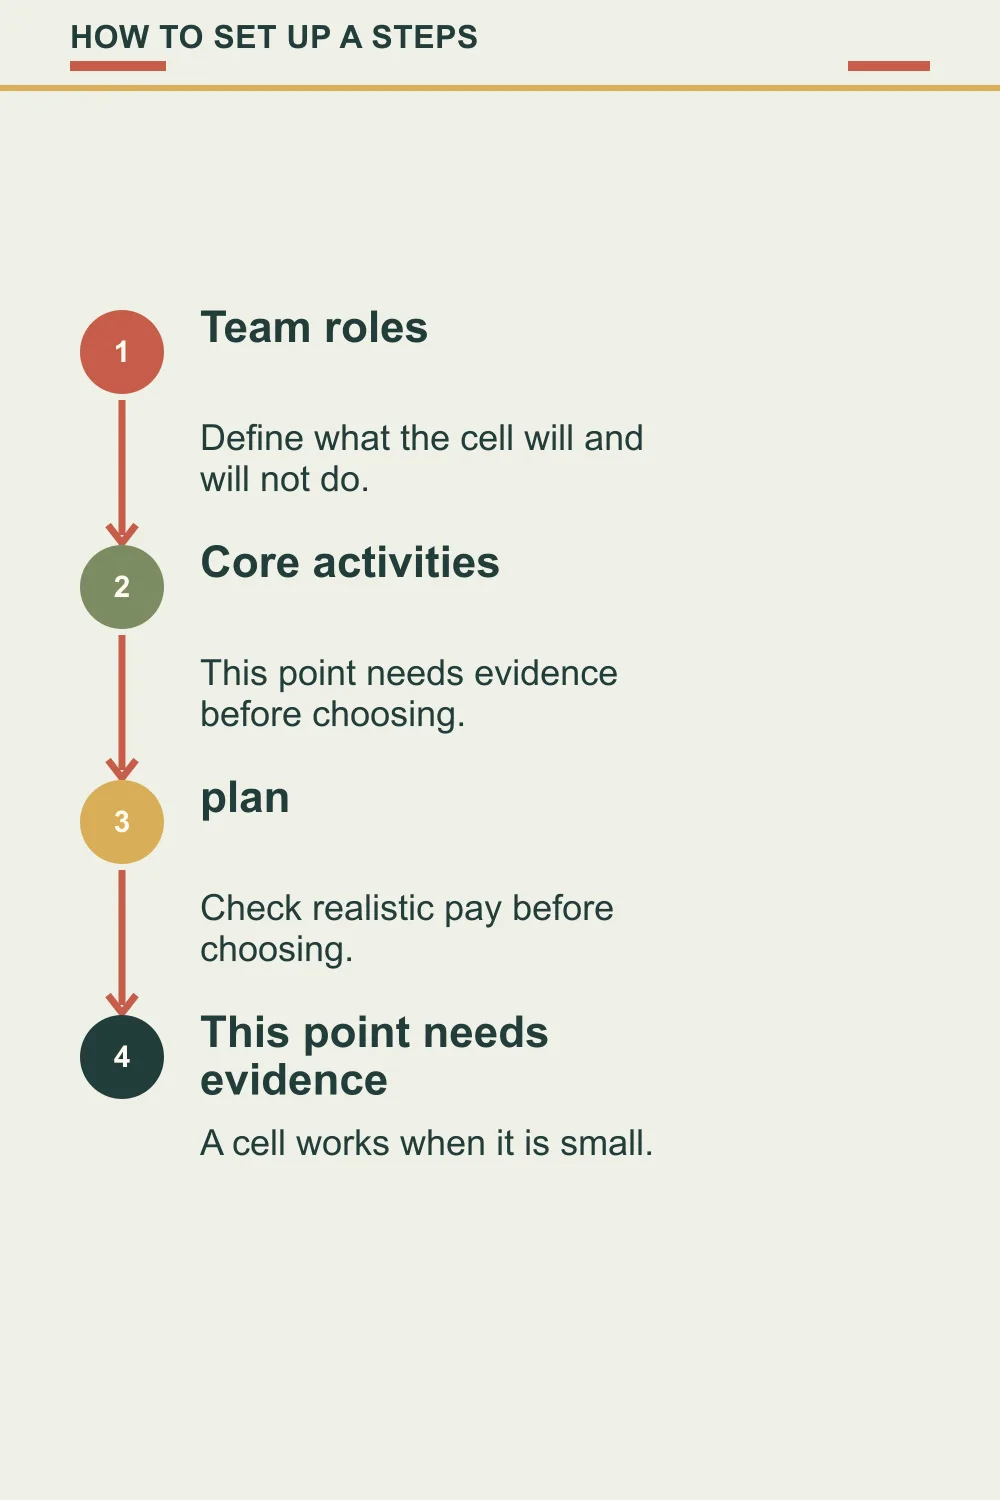 HOW TO SET UP A STEPS
1
Team roles
Define what the cell will and
will not do.
2
Core activities
This point needs evidence
before choosing.
3
plan
Check realistic pay before
choosing.
4
This point needs
evidence
A cell works when it is small.